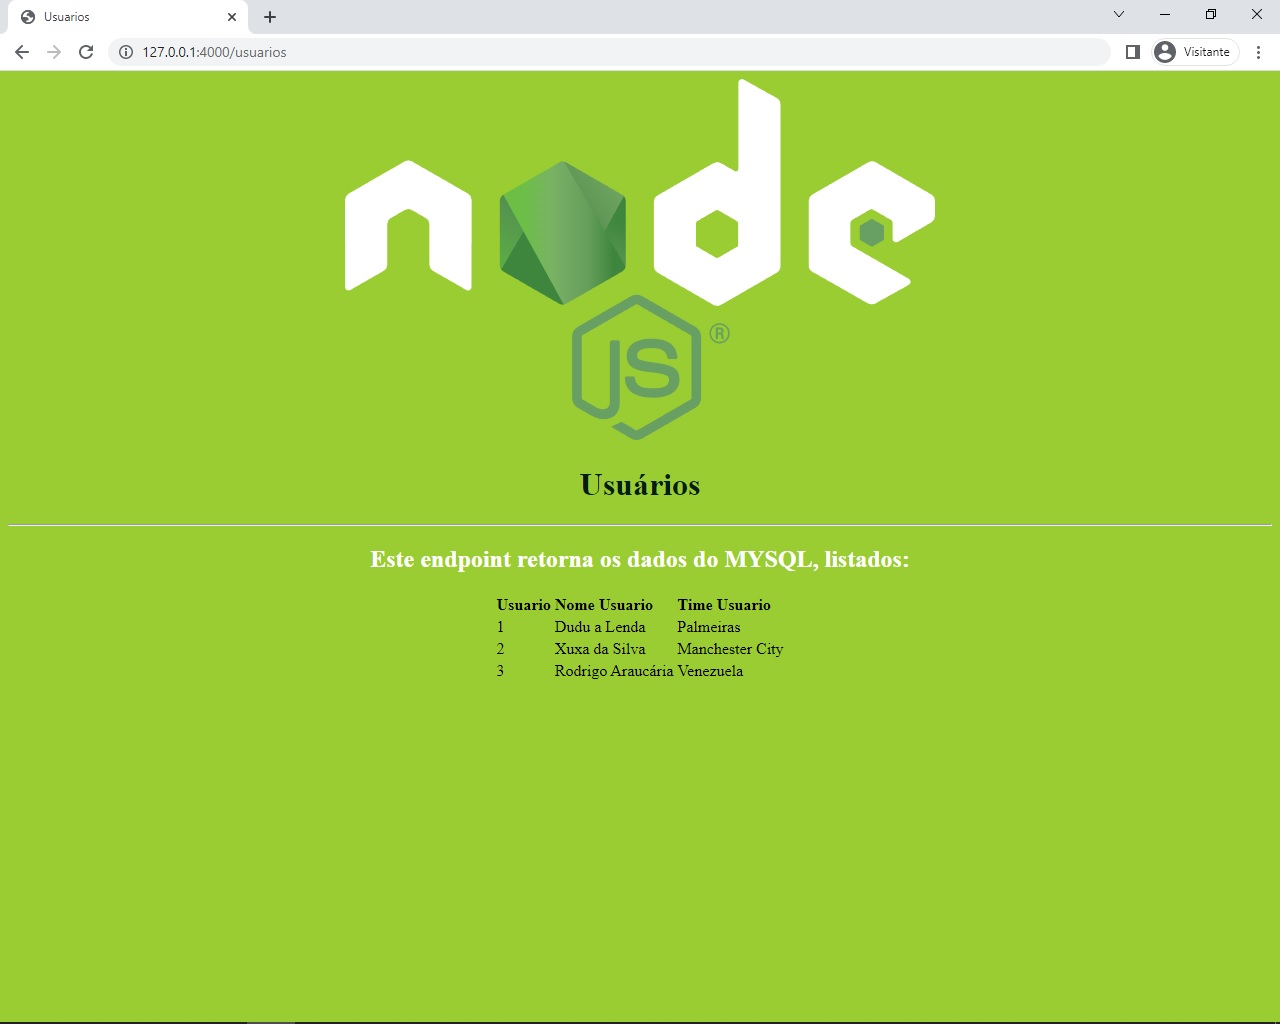 Usuarios
127.0.0.1:4000/usuarios
Visitante
node
JS®
Usuários
Este endpoint retorna os dados do MYSQL, listados:
Usuario Nome Usuario Time Usuario
1 Dudu a Lenda Palmeiras
2 Xuxa da Silva Manchester City
3 Rodrigo Araucária Venezuela